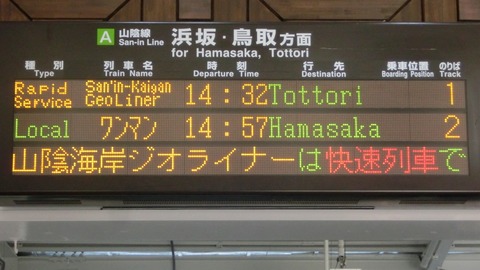 A 山陰線 浜坂・鳥取方面
San-in Line for Hamasaka, Tottori
種別 列車名 時刻 行先 乗車位置 のりば
Type Train Name Departure Time Destination Boarding Position Track
Rapid Service San'in-Kaigan GeoLiner 14:32 Tottori 1
Local ワンマン 14:57 Hamasaka 2
山陰海岸ジオライナーは快速列車で